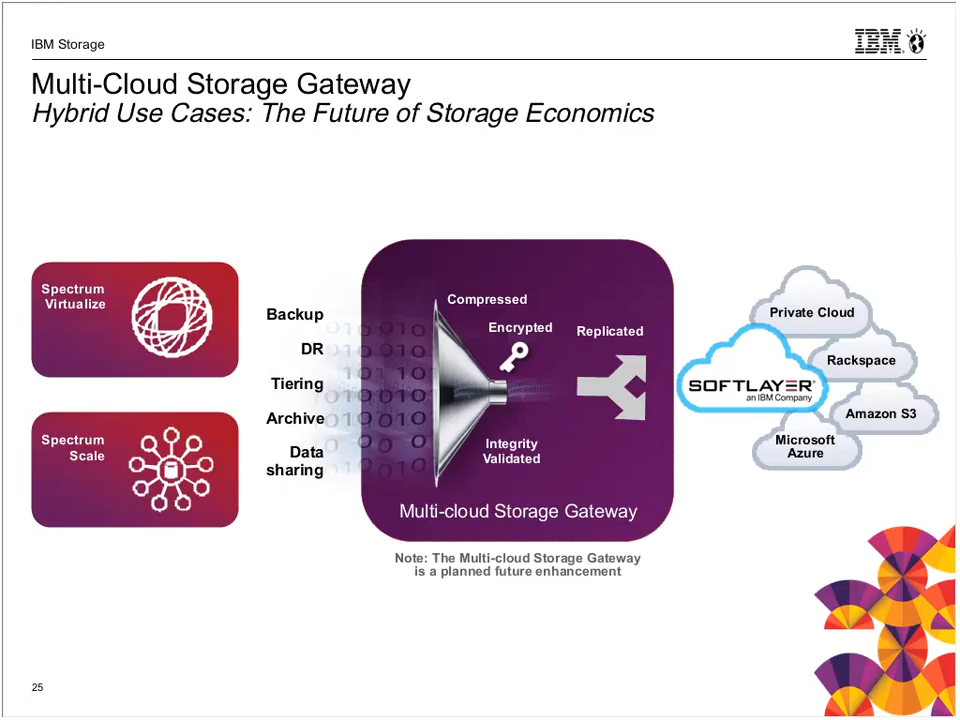 IBM Storage
IBM®
Multi-Cloud Storage Gateway
Hybrid Use Cases: The Future of Storage Economics
Spectrum
Virtualize
Spectrum
Scale
Backup
DR
Tiering
Archive
Data
sharing
Compressed
Encrypted
Replicated
Integrity
Validated
Multi-cloud Storage Gateway
Note: The Multi-cloud Storage Gateway
is a planned future enhancement
Private Cloud
Rackspace
SOFTLAYER®
an IBM Company
Amazon S3
Microsoft
Azure
25